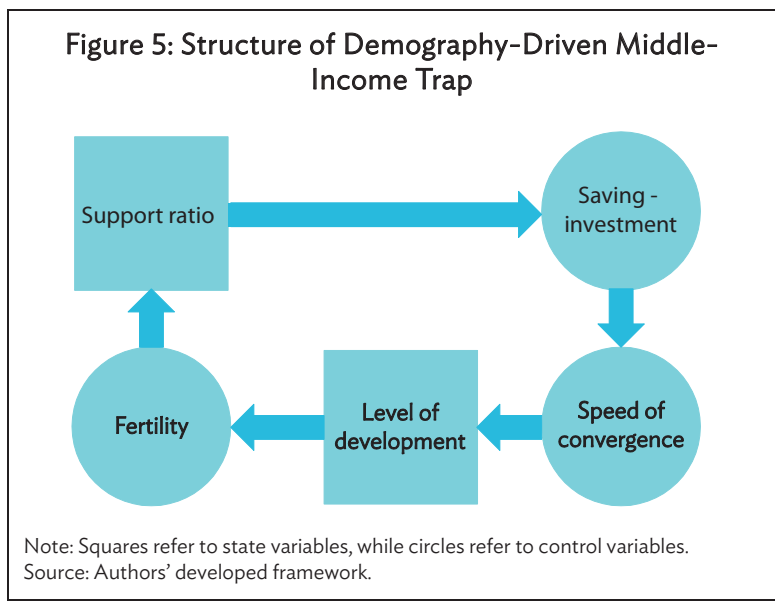 Figure 5: Structure of Demography-Driven Middle-
Income Trap
Support ratio
Saving -
investment
Fertility
Level of
development
Speed of
convergence
Note: Squares refer to state variables, while circles refer to control variables.
Source: Authors’ developed framework.